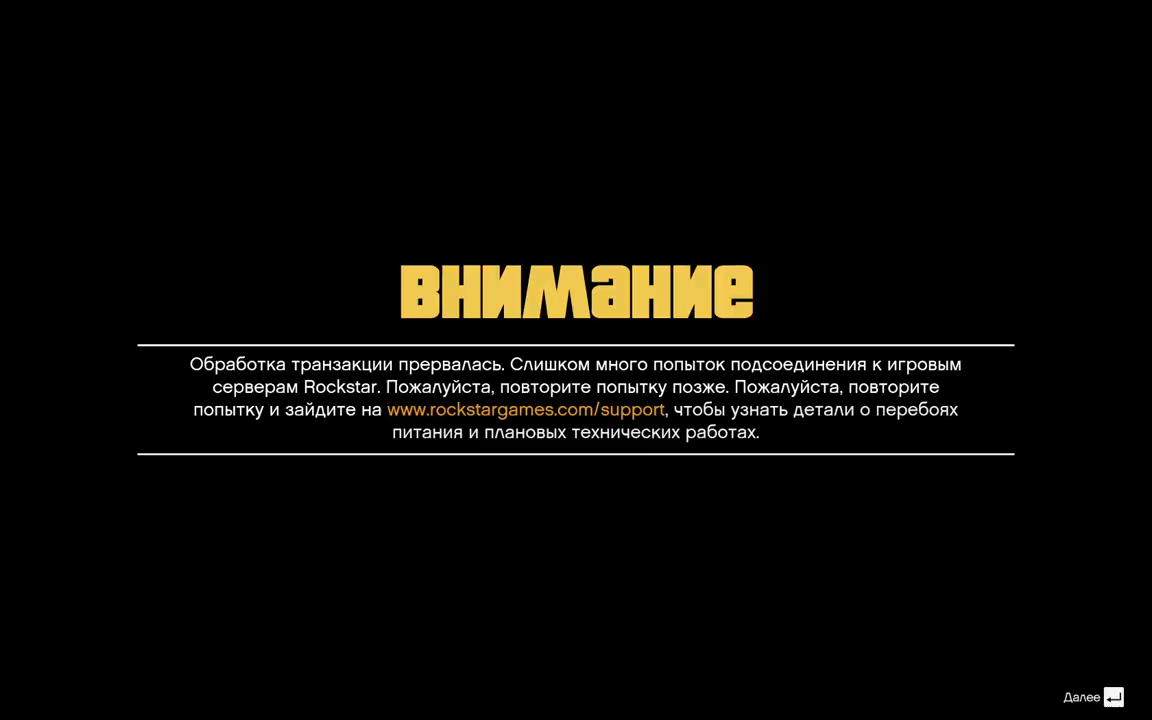 внимание
Обработка транзакции прервалась. Слишком много попыток подсоединения к игровым
серверам Rockstar. Пожалуйста, повторите попытку позже. Пожалуйста, повторите
попытку и зайдите на www.rockstargames.com/support, чтобы узнать детали о перебоях
питания и плановых технических работах.
Далее